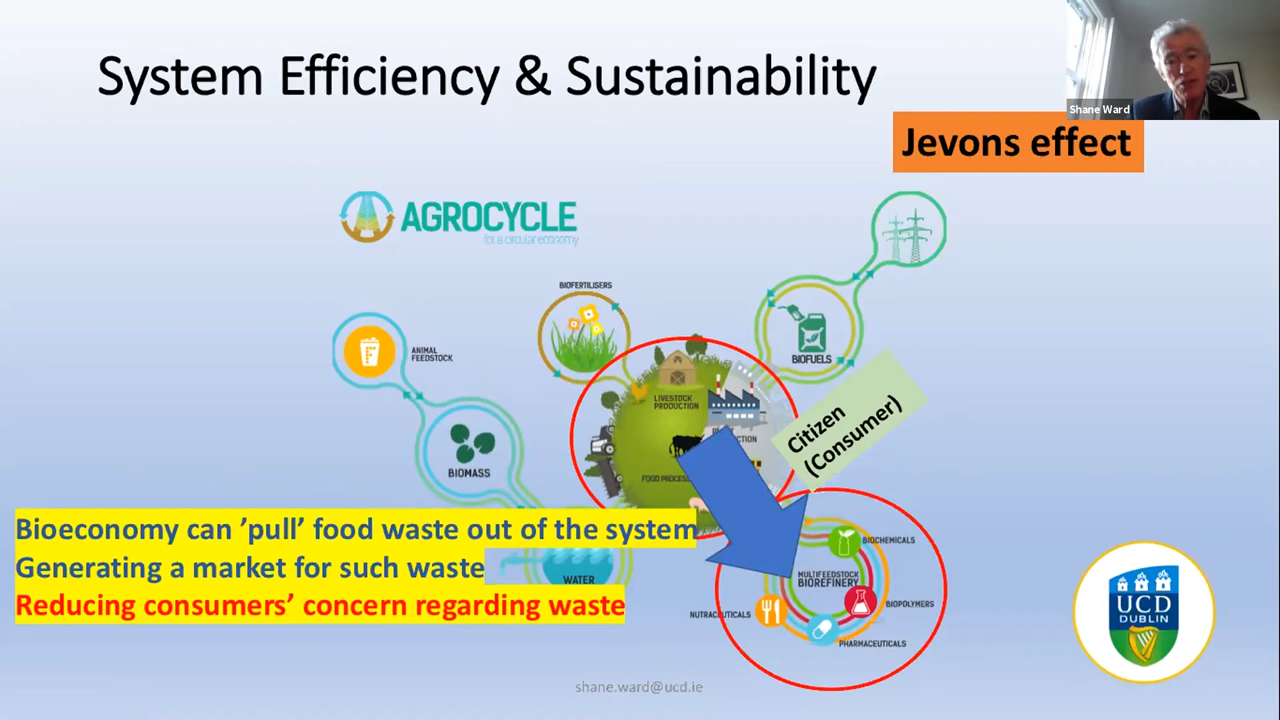 System Efficiency & Sustainability
Shane Ward
Jevons effect
AGROCYCLE
for a circular economy
BIOFERTILISERS
ANIMAL
FEEDSTOCK
BIOFUELS
LIVESTOCK
PRODUCTION
Citizen
(Consumer)
BIOMASS
FOOD
Bioeconomy can ’pull’ food waste out of the system
Generating a market for such waste
Reducing consumers’ concern regarding waste
WATER
BIOCHEMICALS
MULTIFEEDSTOCK
BIOREFINERY
BIOPOLYMERS
NUTRACEUTICALS
PHARMACEUTICALS
UCD
DUBLIN
shane.ward@ucd.ie